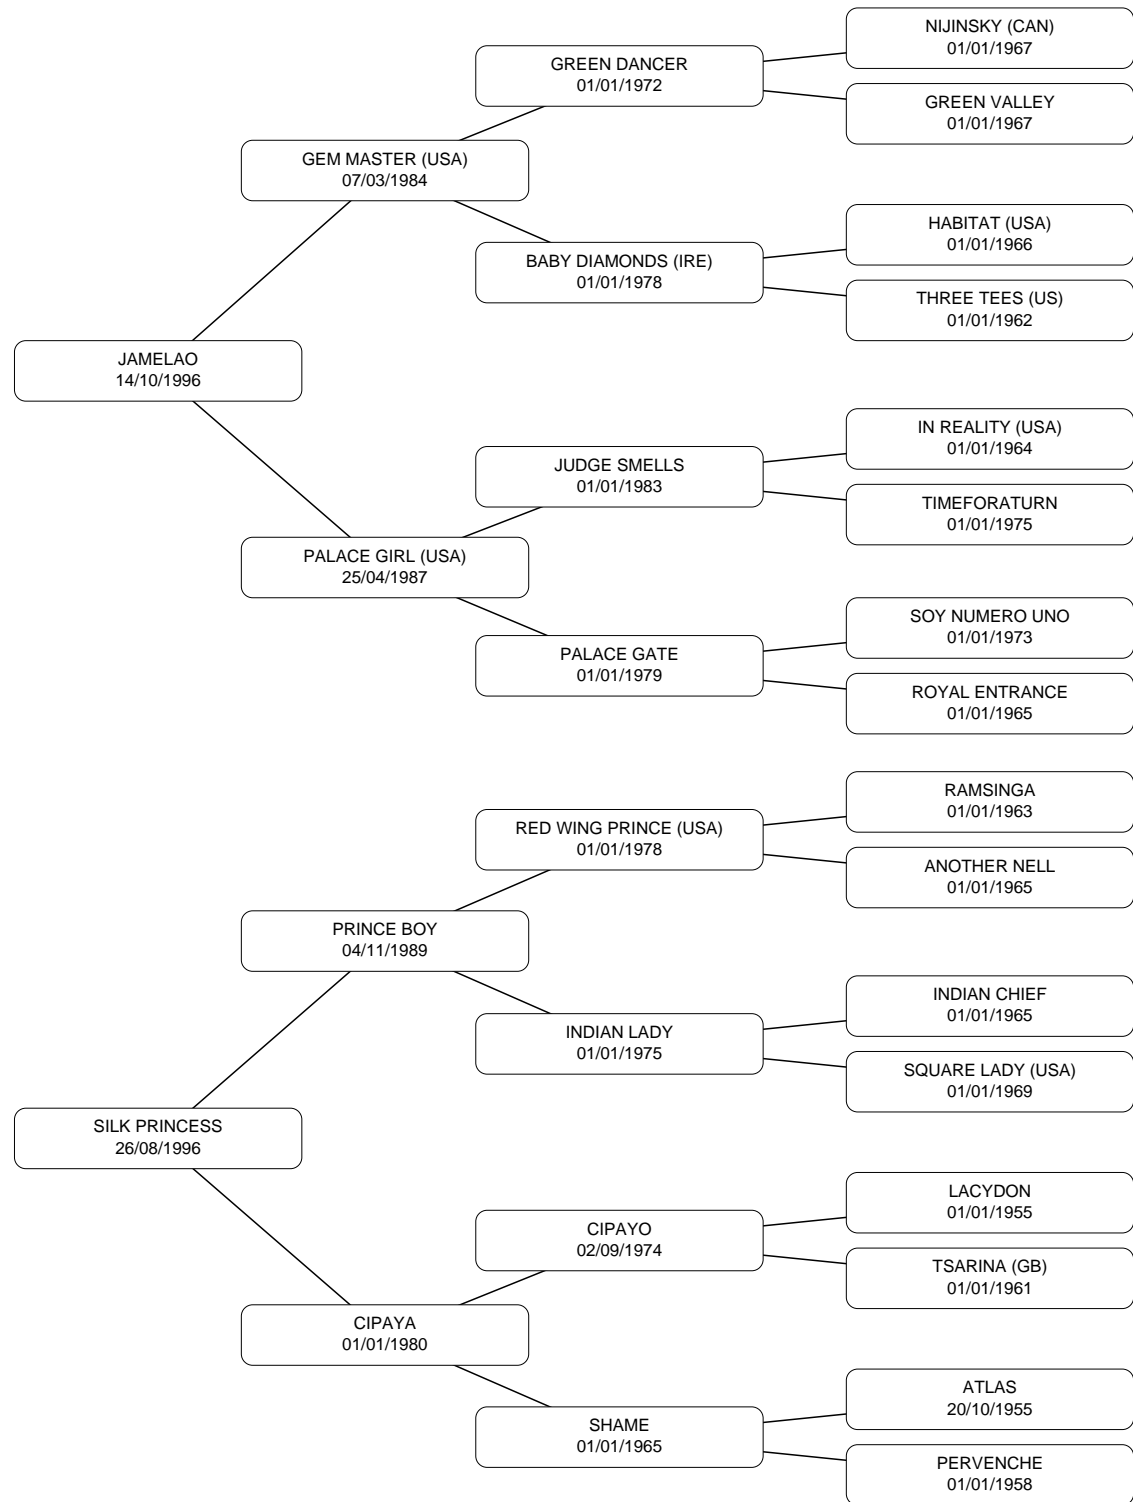 NIJINSKY (CAN)
01/01/1967
GREEN DANCER
01/01/1972
GREEN VALLEY
01/01/1967
GEM MASTER (USA)
07/03/1984
HABITAT (USA)
01/01/1966
BABY DIAMONDS (IRE)
01/01/1978
THREE TEES (US)
01/01/1962
JAMELAO
14/10/1996
IN REALITY (USA)
01/01/1964
JUDGE SMELLS
01/01/1983
TIMEFORATURN
01/01/1975
PALACE GIRL (USA)
25/04/1987
SOY NUMERO UNO
01/01/1973
PALACE GATE
01/01/1979
ROYAL ENTRANCE
01/01/1965
RAMSINGA
01/01/1963
RED WING PRINCE (USA)
01/01/1978
ANOTHER NELL
01/01/1965
PRINCE BOY
04/11/1989
INDIAN CHIEF
01/01/1965
INDIAN LADY
01/01/1975
SQUARE LADY (USA)
01/01/1969
SILK PRINCESS
26/08/1996
LACYDON
01/01/1955
CIPAYO
02/09/1974
TSARINA (GB)
01/01/1961
CIPAYA
01/01/1980
ATLAS
20/10/1955
SHAME
01/01/1965
PERVENCHE
01/01/1958